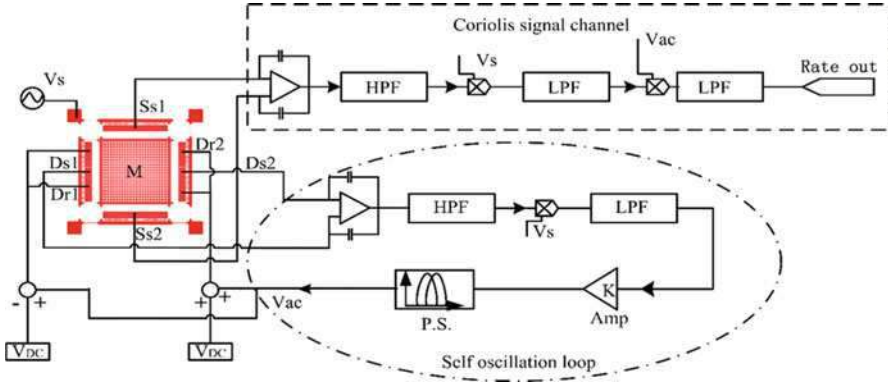 Coriolis signal channel
Vs
Ss1
HPF
Vs
LPF
Vac
LPF
Rate out
Ds1
M
Dr2
Ds2
Dr1
Ss2
HPF
Vs
LPF
-
+
+
Vac
P.S.
K
Amp
VDC
VDC
Self oscillation loop